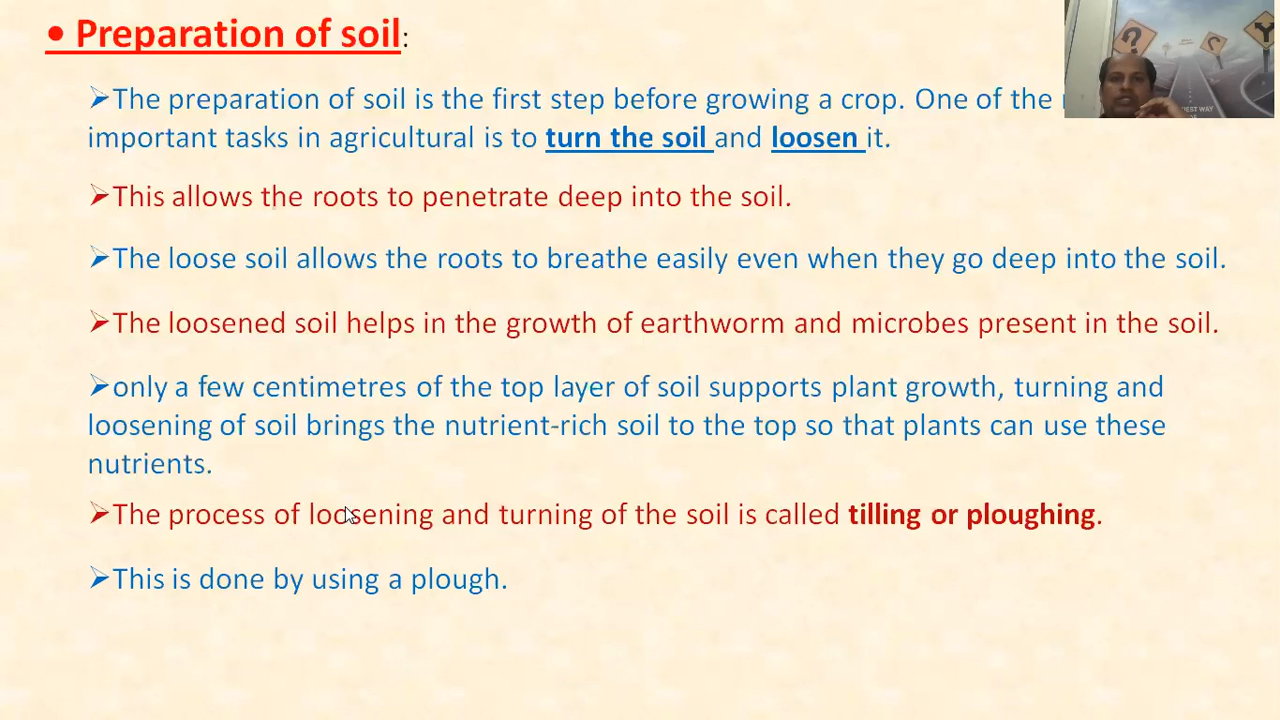 • Preparation of soil:
➢The preparation of soil is the first step before growing a crop. One of the
important tasks in agricultural is to turn the soil and loosen it.
➢This allows the roots to penetrate deep into the soil.
➢The loose soil allows the roots to breathe easily even when they go deep into the soil.
➢The loosened soil helps in the growth of earthworm and microbes present in the soil.
➢only a few centimetres of the top layer of soil supports plant growth, turning and
loosening of soil brings the nutrient-rich soil to the top so that plants can use these
nutrients.
➢The process of loosening and turning of the soil is called tilling or ploughing.
➢This is done by using a plough.